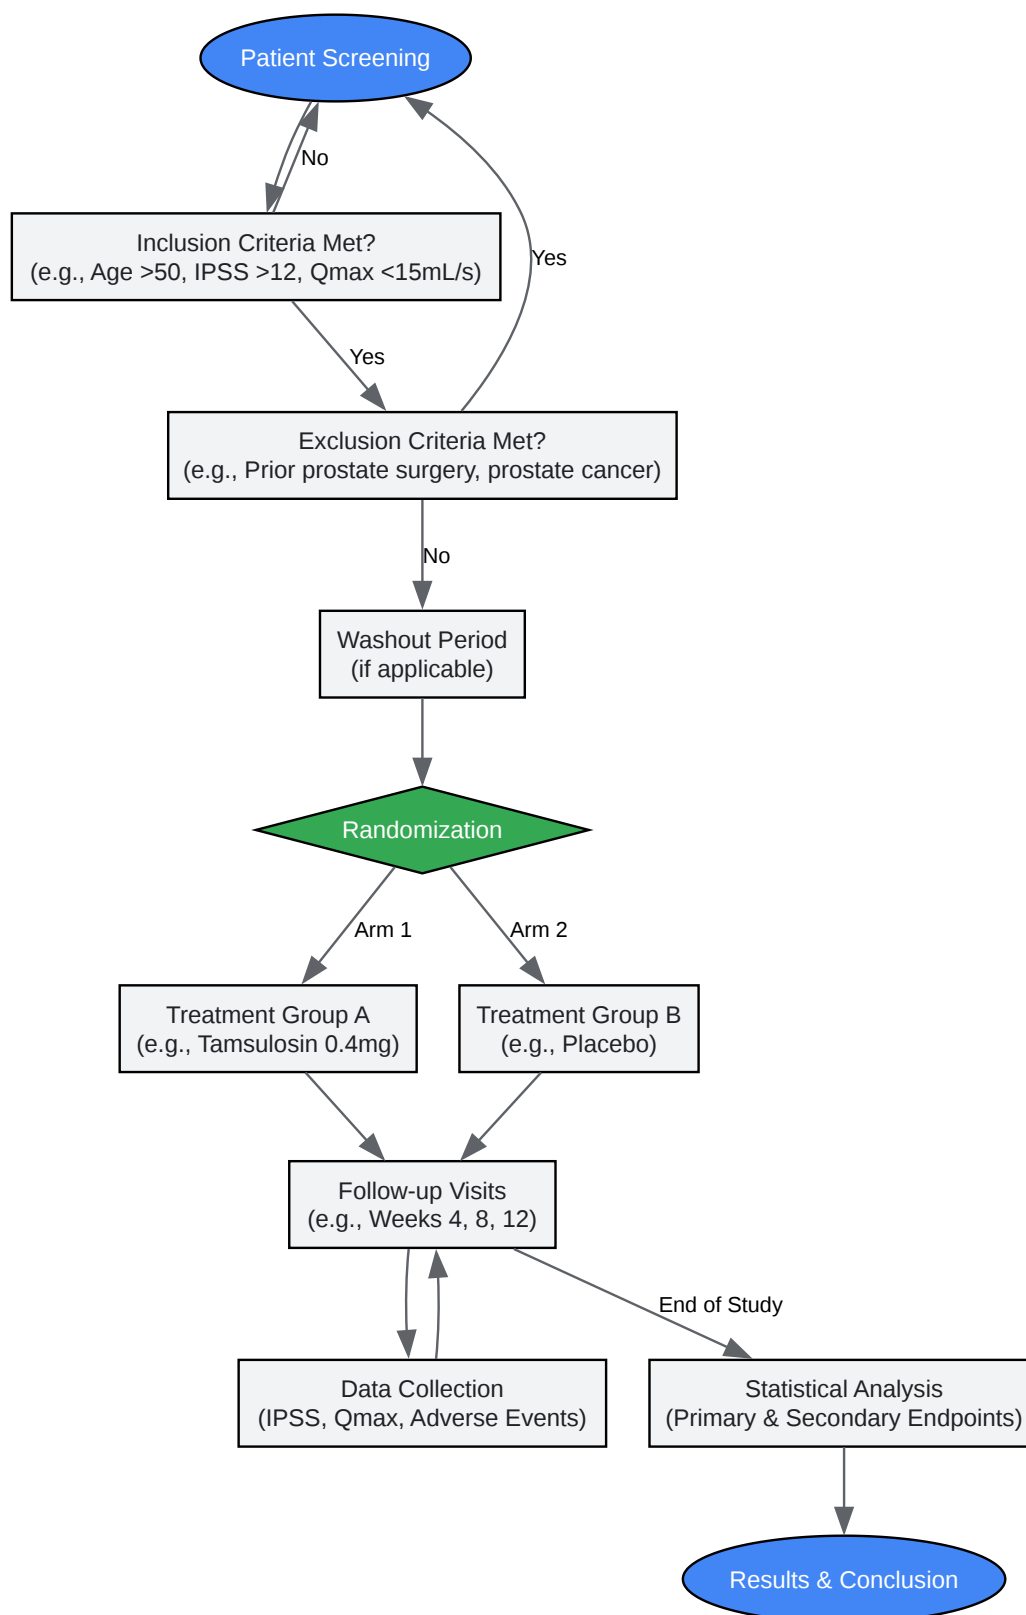 Patient Screening
No
Inclusion Criteria Met?
(e.g., Age >50, IPSS >12, Qmax <15mL/s)
Yes
Yes
Exclusion Criteria Met?
(e.g., Prior prostate surgery, prostate cancer)
No
Washout Period
(if applicable)
Randomization
Arm 1
Arm 2
Treatment Group A
(e.g., Tamsulosin 0.4mg)
Treatment Group B
(e.g., Placebo)
Follow-up Visits
(e.g., Weeks 4, 8, 12)
End of Study
Data Collection
(IPSS, Qmax, Adverse Events)
Statistical Analysis
(Primary & Secondary Endpoints)
Results & Conclusion